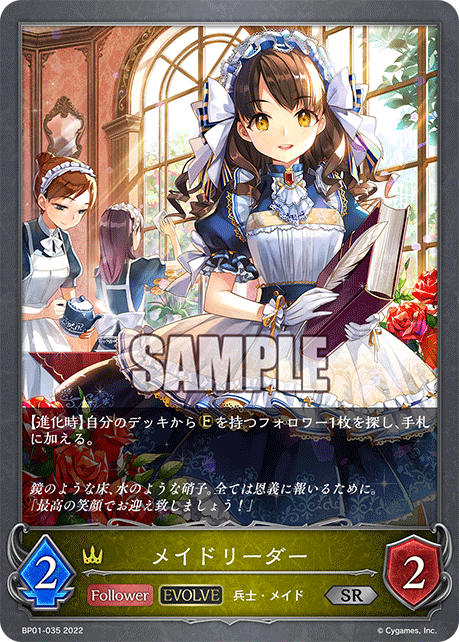 SAMPLE
【進化時】自分のデッキからEを持つフォロワー1枚を探し、手札
に加える。
鏡のような床、水のような硝子。全ては恩義に報いるために。
「最高の笑顔でお迎え致しましょう!」
メイドリーダー
2
Follower EVOLVE 兵士・メイド SR
2
BP01-035 2022
© Cygames, Inc.